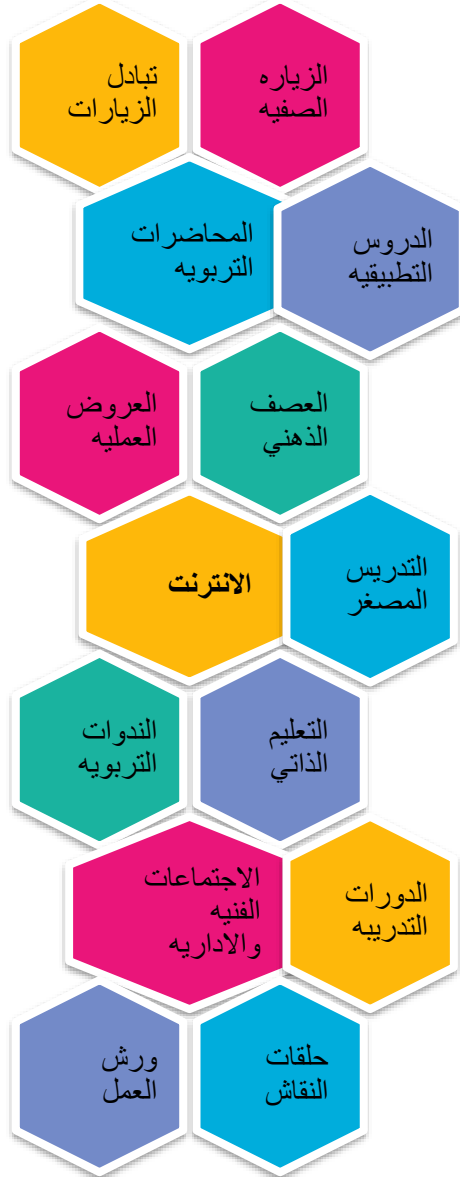 الزياره
الصفيه
تبادل
الزيارات
الدروس
التطبيقيه
المحاضرات
التربويه
العصف
الذهني
العروض
العمليه
التدريس
المصغر
الانترنت
التعليم
الذاتي
الندوات
التربويه
الدورات
التدريبه
الاجتماعات
الفنيه
والاداريه
حلقات
النقاش
ورش
العمل